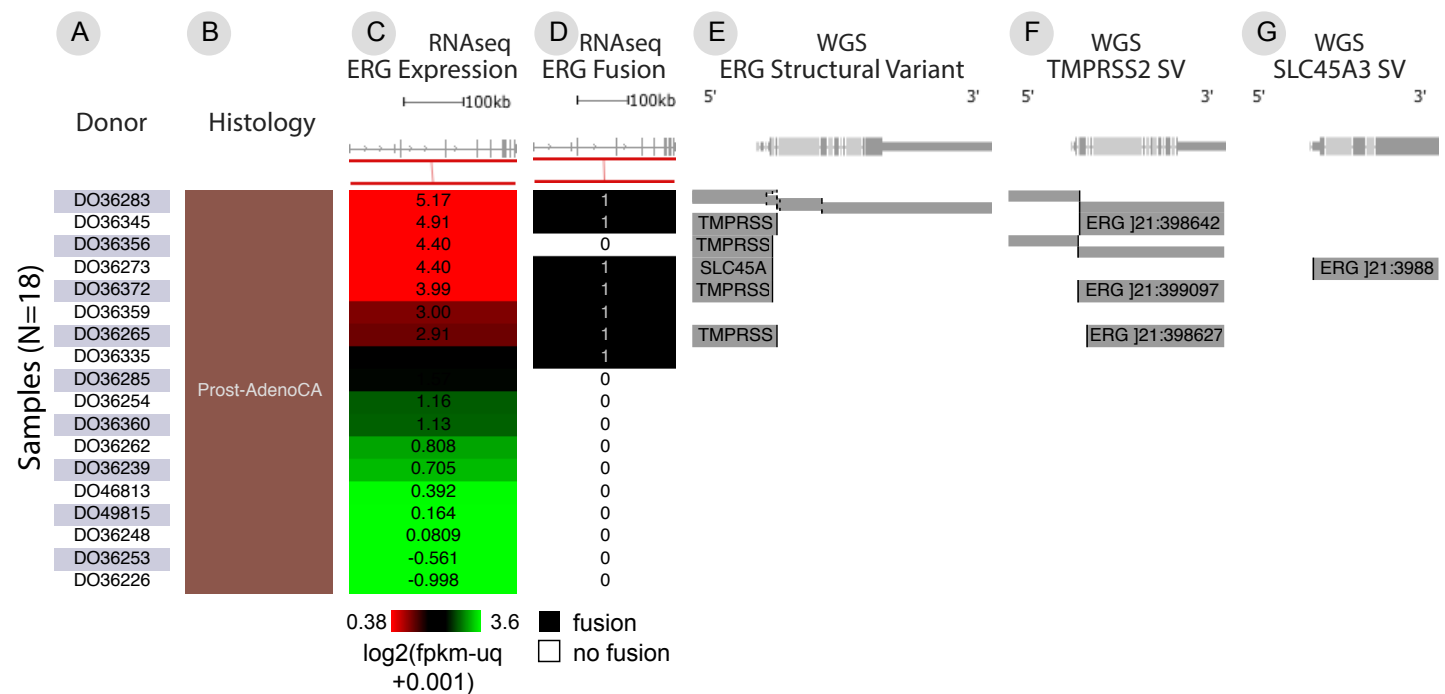 A B C RNAseq D RNAseq E WGS F WGS G WGS
ERG Expression ERG Fusion ERG Structural Variant TMPRSS2 SV SLC45A3 SV
100kb 100kb 5' 3' 5' 3' 5' 3'
Donor Histology
Samples (N=18)
Prost-AdenoCA
DO36283 5.17 1
DO36345 4.91 1 TMPRSS ERG ]21:398642
DO36356 4.40 0 TMPRSS
DO36273 4.40 1 SLC45A ERG ]21:3988
DO36372 3.99 1 TMPRSS ERG ]21:399097
DO36359 3.00 1
DO36265 2.91 1 TMPRSS ERG ]21:398627
DO36335 1
DO36285 0
DO36254 1.16 0
DO36360 1.13 0
DO36262 0.808 0
DO36239 0.705 0
DO46813 0.392 0
DO49815 0.164 0
DO36248 0.0809 0
DO36253 -0.561 0
DO36226 -0.998 0
0.38 3.6 fusion
log2(fpkm-uq no fusion
+0.001)